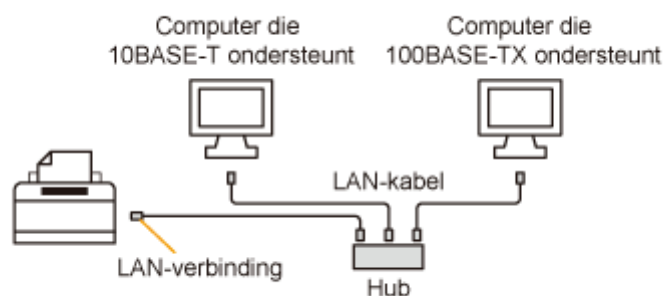 Computer die
10BASE-T ondersteunt
Computer die
100BASE-TX ondersteunt
LAN-kabel
LAN-verbinding
Hub